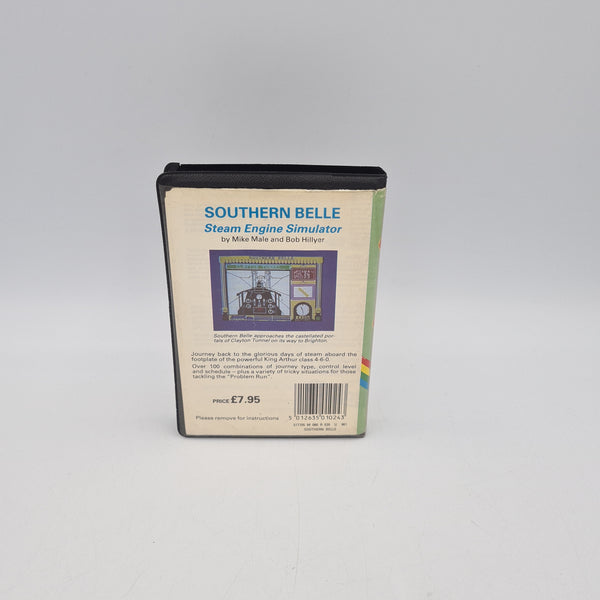 SOUTHERN BELLE
Steam Engine Simulator
by Mike Male and Bob Hillyer
Southern Belle approaches the castellated por-
tals of Clayton Tunnel on its way to Brighton.
Journey back to the glorious days of steam aboard the
footplate of the powerful King Arthur class 4-6-0.
Over 100 combinations of journey type, control level
and schedule – plus a variety of tricky situations for those
tackling the "Problem Run".
PRICE £7.95
Please remove for instructions
5 012635 010243
SOUTHERN BELLE